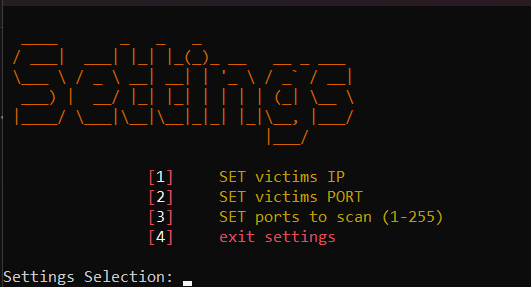 Settings
[1] SET victims IP
[2] SET victims PORT
[3] SET ports to scan (1-255)
[4] exit settings
Settings Selection: